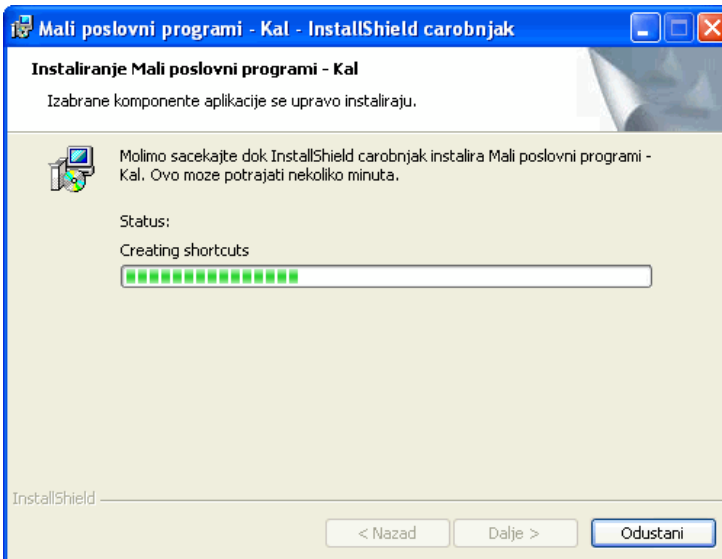 Mali poslovni programi - Kal - InstallShield carobnjak
Instaliranje Mali poslovni programi - Kal
Izabrane komponente aplikacije se upravo instaliraju.
Molimo sacekajte dok InstallShield carobnjak instalira Mali poslovni programi -
Kal. Ovo moze potrajati nekoliko minuta.
Status:
Creating shortcuts
InstallShield
< Nazad
Dalje >
Odustani